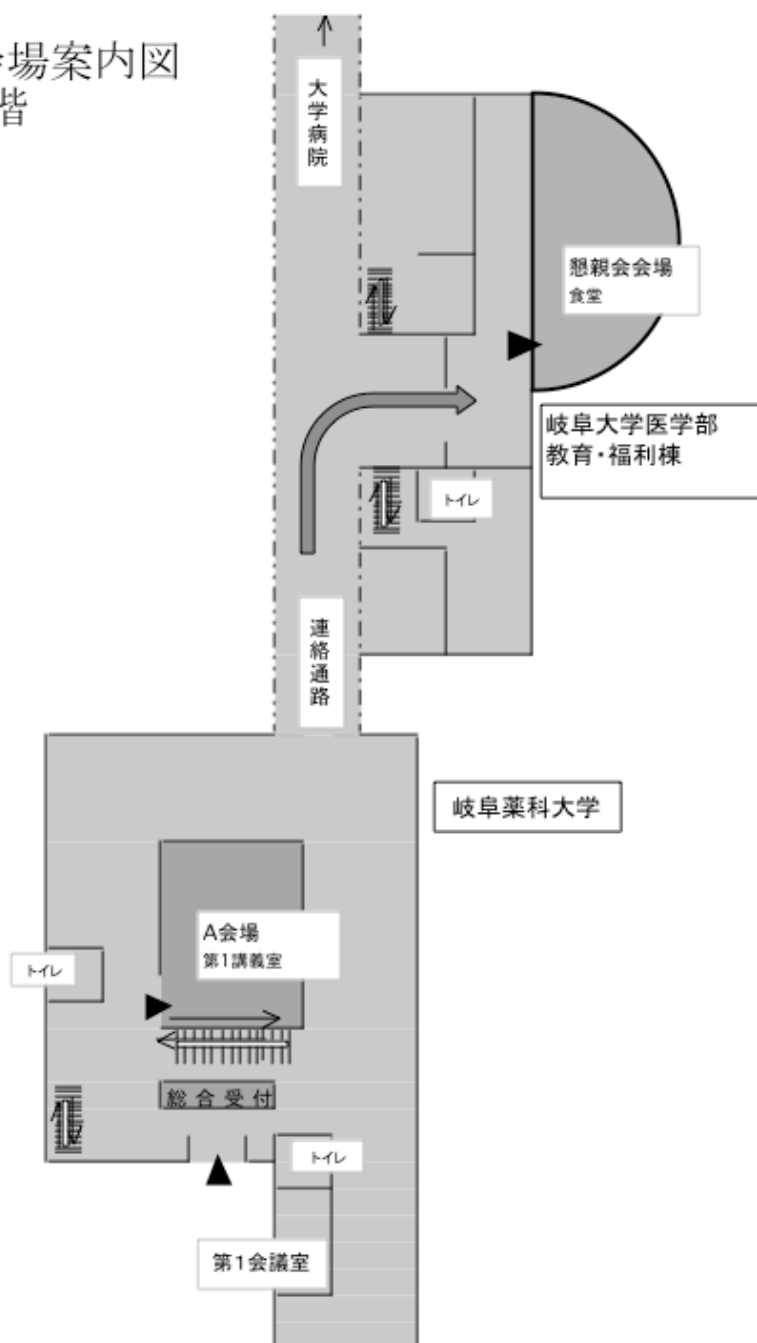 場案内図
階
大学病院
懇親会会場
食堂
岐阜大学医学部
教育・福利棟
トイレ
連絡通路
岐阜薬科大学
A会場
第1講義室
トイレ
総合受付
トイレ
第1会議室